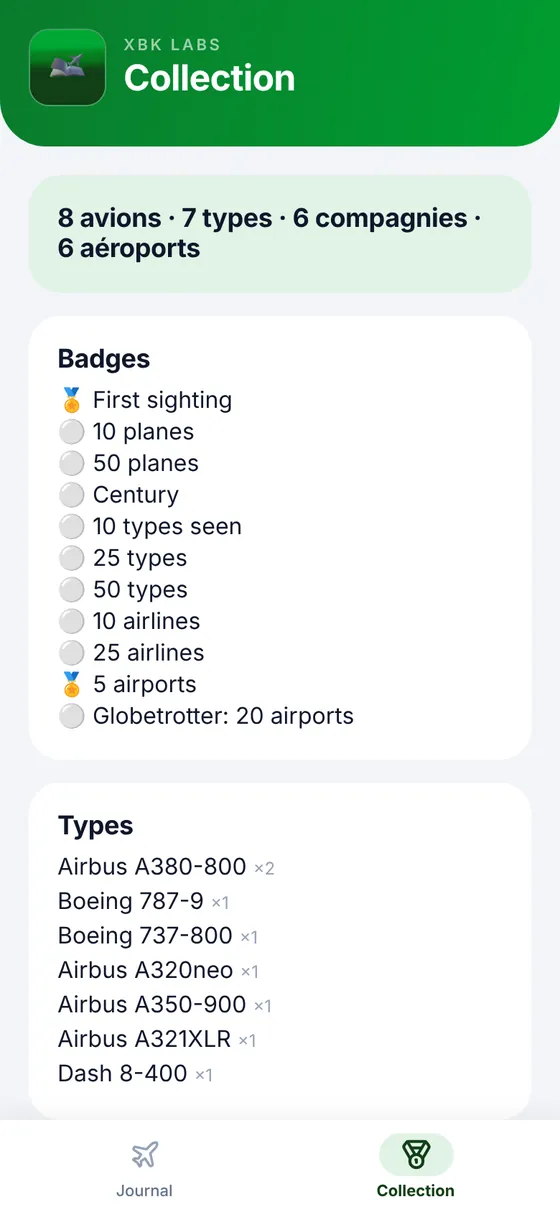 XBK LABS
Collection
8 avions · 7 types · 6 compagnies ·
6 aéroports
Badges
🏅 First sighting
⚪ 10 planes
⚪ 50 planes
⚪ Century
⚪ 10 types seen
⚪ 25 types
⚪ 50 types
⚪ 10 airlines
⚪ 25 airlines
🏅 5 airports
⚪ Globetrotter: 20 airports
Types
Airbus A380-800 ×2
Boeing 787-9 ×1
Boeing 737-800 ×1
Airbus A320neo ×1
Airbus A350-900 ×1
Airbus A321XLR ×1
Dash 8-400 ×1
Journal
Collection